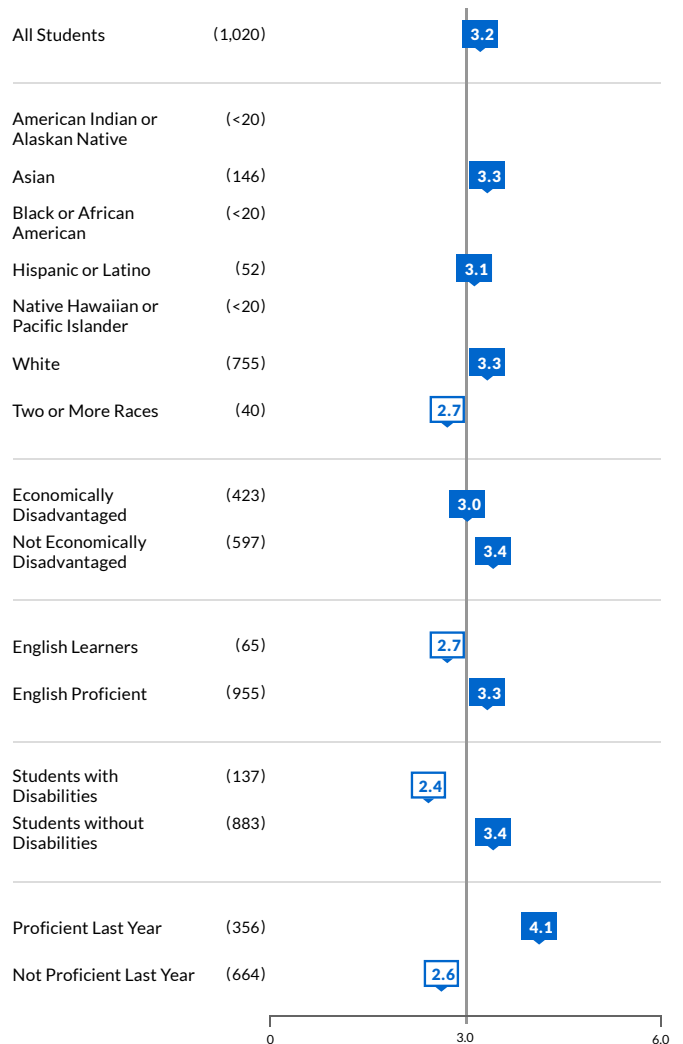 All Students (1,020) 3.2
American Indian or (<20)
Alaskan Native
Asian (146) 3.3
Black or African (<20)
American
Hispanic or Latino (52) 3.1
Native Hawaiian or (<20)
Pacific Islander
White (755) 3.3
Two or More Races (40) 2.7
Economically (423) 3.0
Disadvantaged
Not Economically (597) 3.4
Disadvantaged
English Learners (65) 2.7
English Proficient (955) 3.3
Students with (137) 2.4
Disabilities
Students without (883) 3.4
Disabilities
Proficient Last Year (356) 4.1
Not Proficient Last Year (664) 2.6
0 3.0 6.0